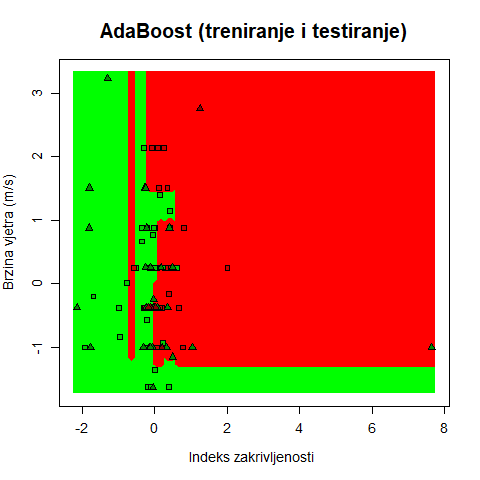 AdaBoost (treniranje i testiranje)
Brzina vjetra (m/s)
3
2
1
0
-1
-2 0 2 4 6 8
Indeks zakrivljenosti